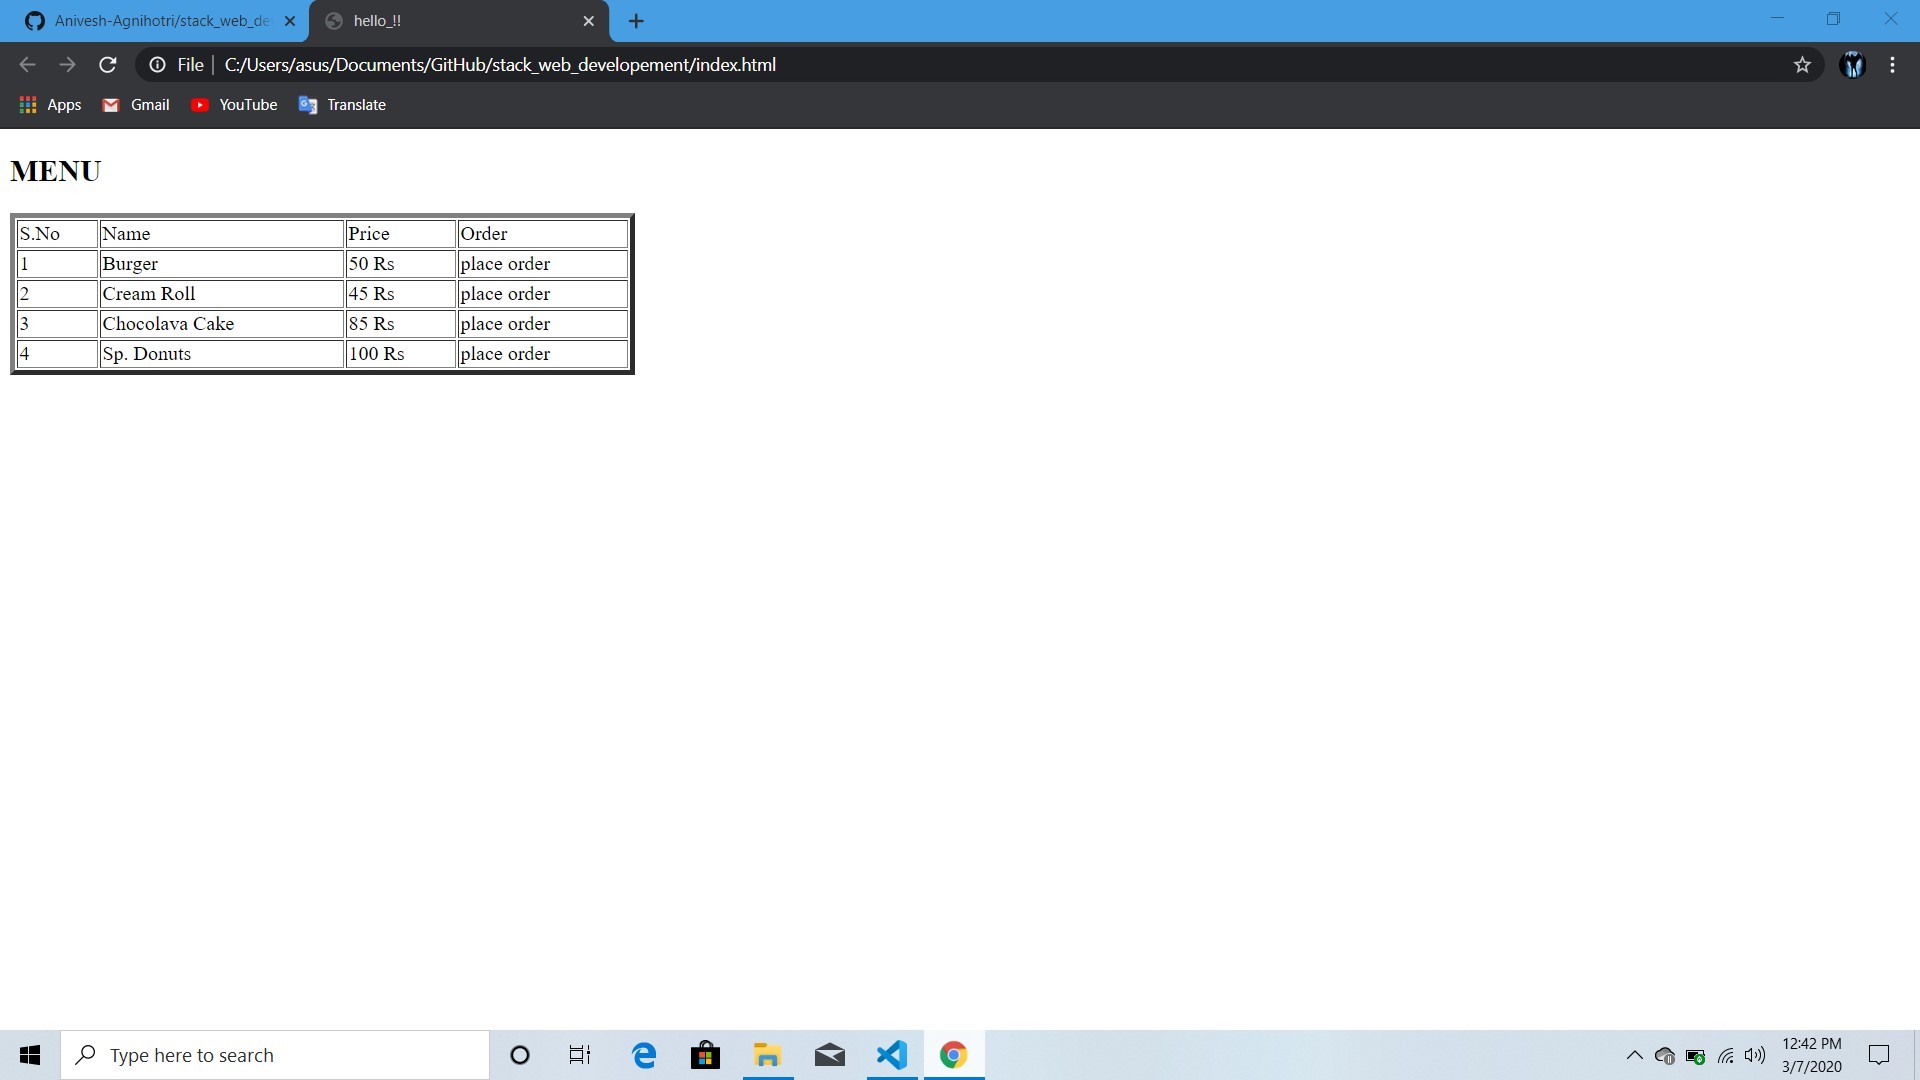 Anivesh-Agnihotri/stack_web_de
hello_!!
File C:/Users/asus/Documents/GitHub/stack_web_developement/index.html
Apps Gmail YouTube Translate
MENU
S.No Name Price Order
1 Burger 50 Rs place order
2 Cream Roll 45 Rs place order
3 Chocolava Cake 85 Rs place order
4 Sp. Donuts 100 Rs place order
Type here to search
12:42 PM
3/7/2020